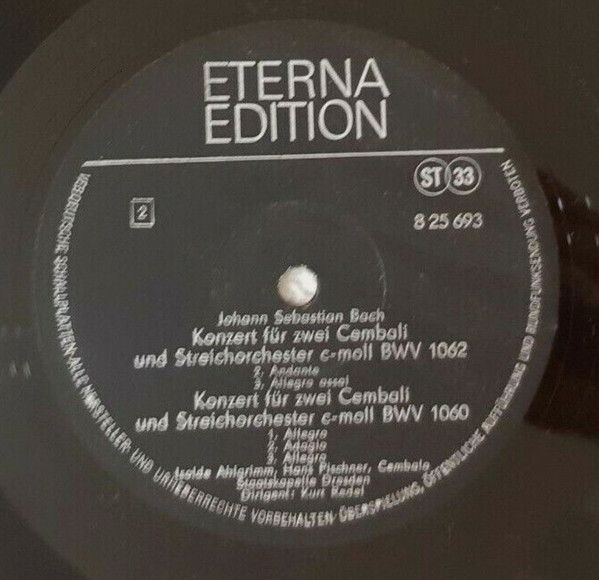 ETERNA
EDITION
ST 33
2
8 25 693
Johann Sebastian Bach
Konzert für zwei Cembali
und Streichorchester c-moll BWV 1062
2. Andante
3. Allegro assai
Konzert für zwei Cembali
und Streichorchester c-moll BWV 1060
1. Allegro
2. Adagio
3. Allegro
Isolde Ahlgrimm, Hans Pischner, Cembalo
Staatskapelle Dresden
Dirigent: Kurt Redel
VEB DEUTSCHE SCHALLPLATTEN · ALLE HERSTELLER- UND URHEBERRECHTE VORBEHALTEN · ÜBERSPIELUNG, ÖFFENTLICHE AUFFÜHRUNG UND RUNDFUNKSENDUNG VERBOTEN